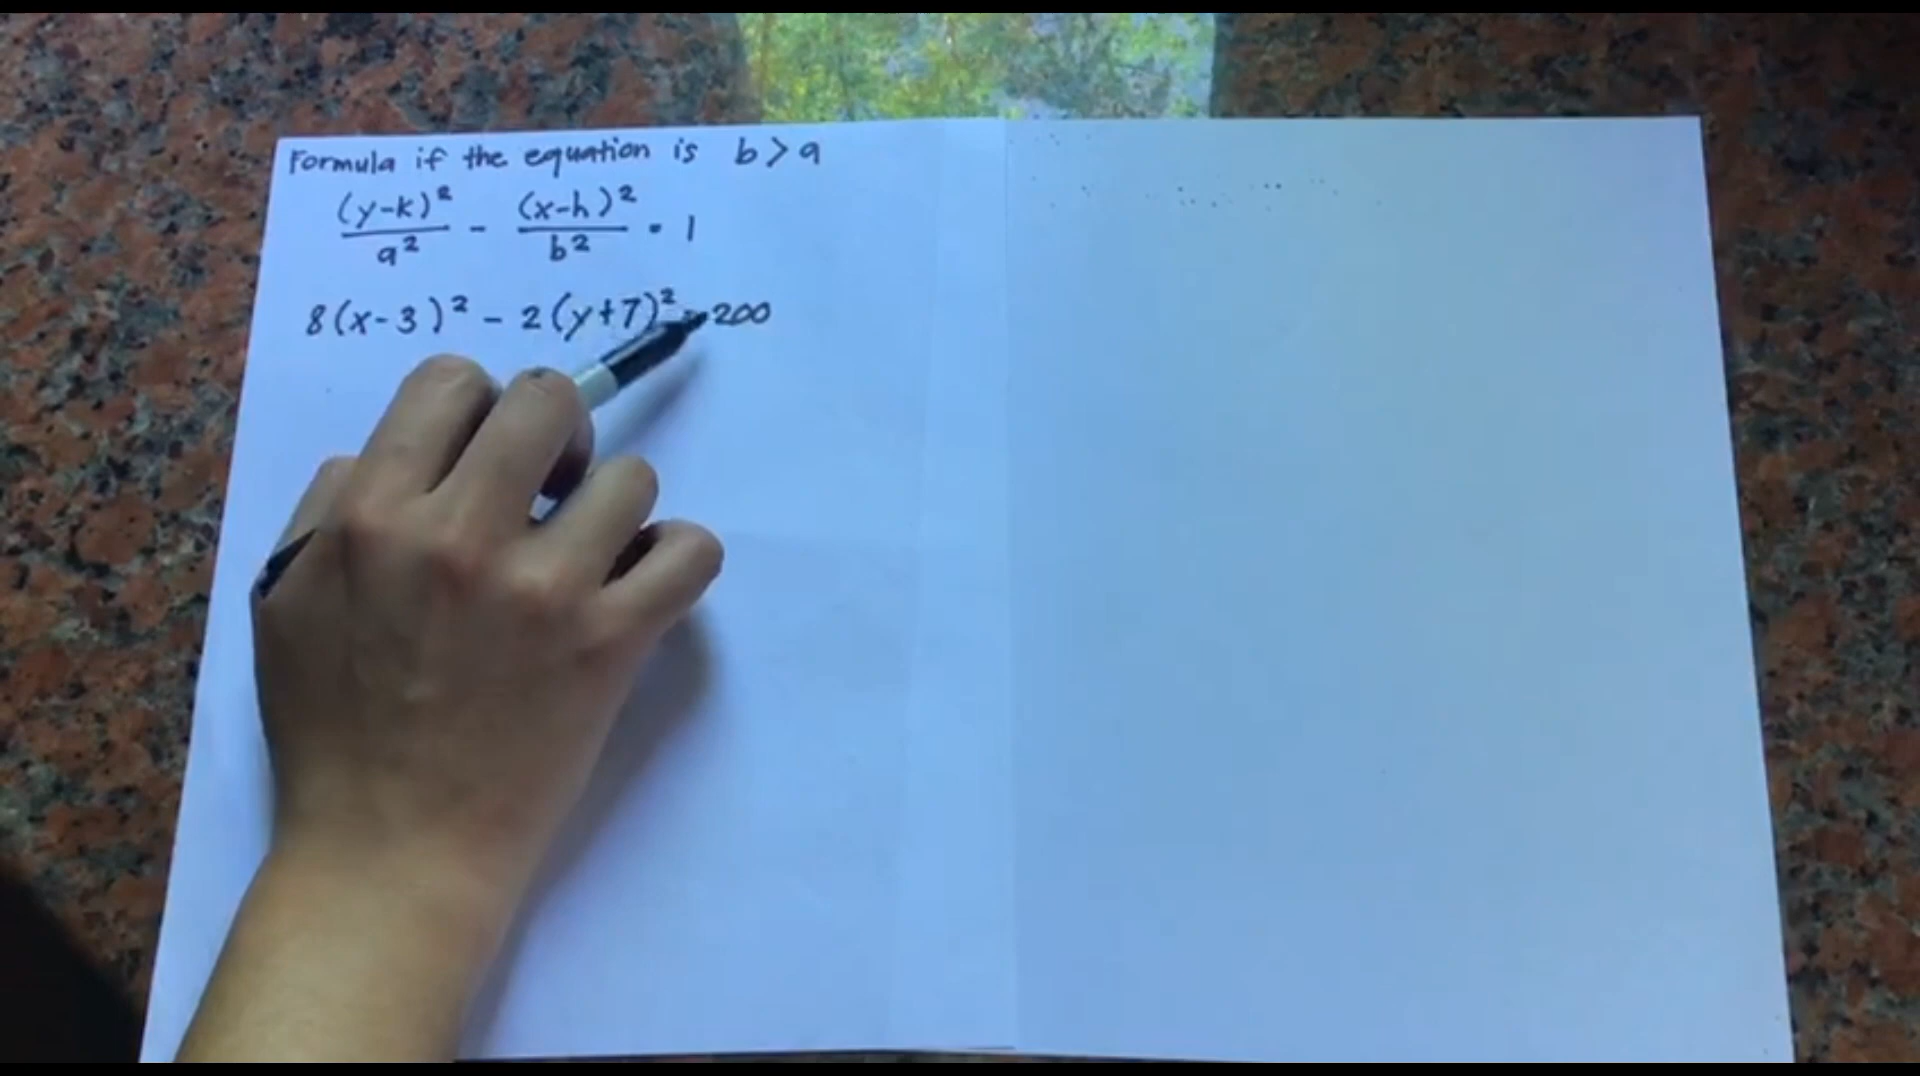 Formula if the equation is b > a
(y-k)²/a² - (x-h)²/b² = 1
8(x-3)² - 2(y+7)² = 200